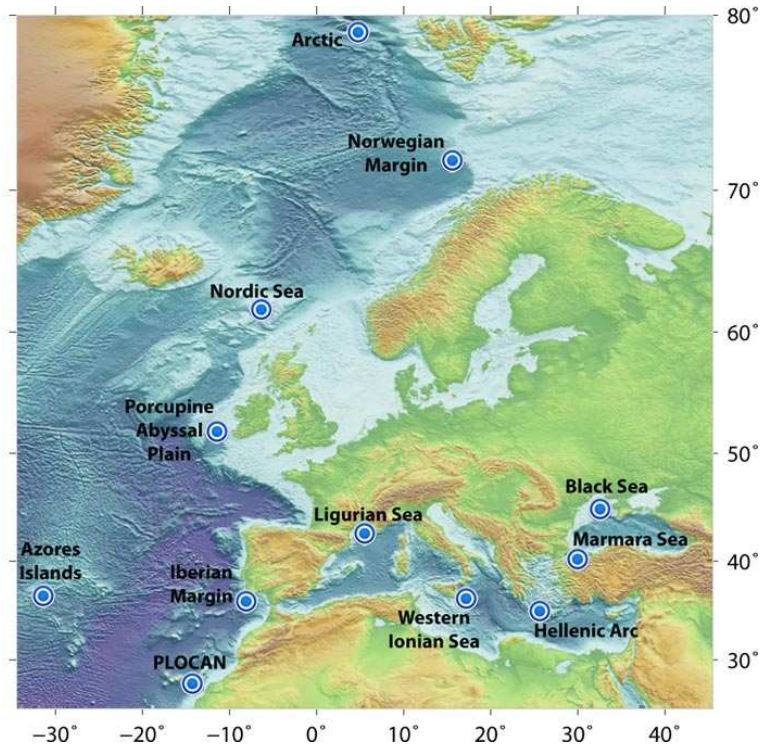 80°
Arctic
Norwegian
Margin
70°
Nordic Sea
60°
Porcupine
Abyssal
Plain
50°
Black Sea
Ligurian Sea
Marmara Sea
Azores
Islands
40°
Iberian
Margin
Western
Ionian Sea
Hellenic Arc
PLOCAN
30°
−30° −20° −10° 0° 10° 20° 30° 40°